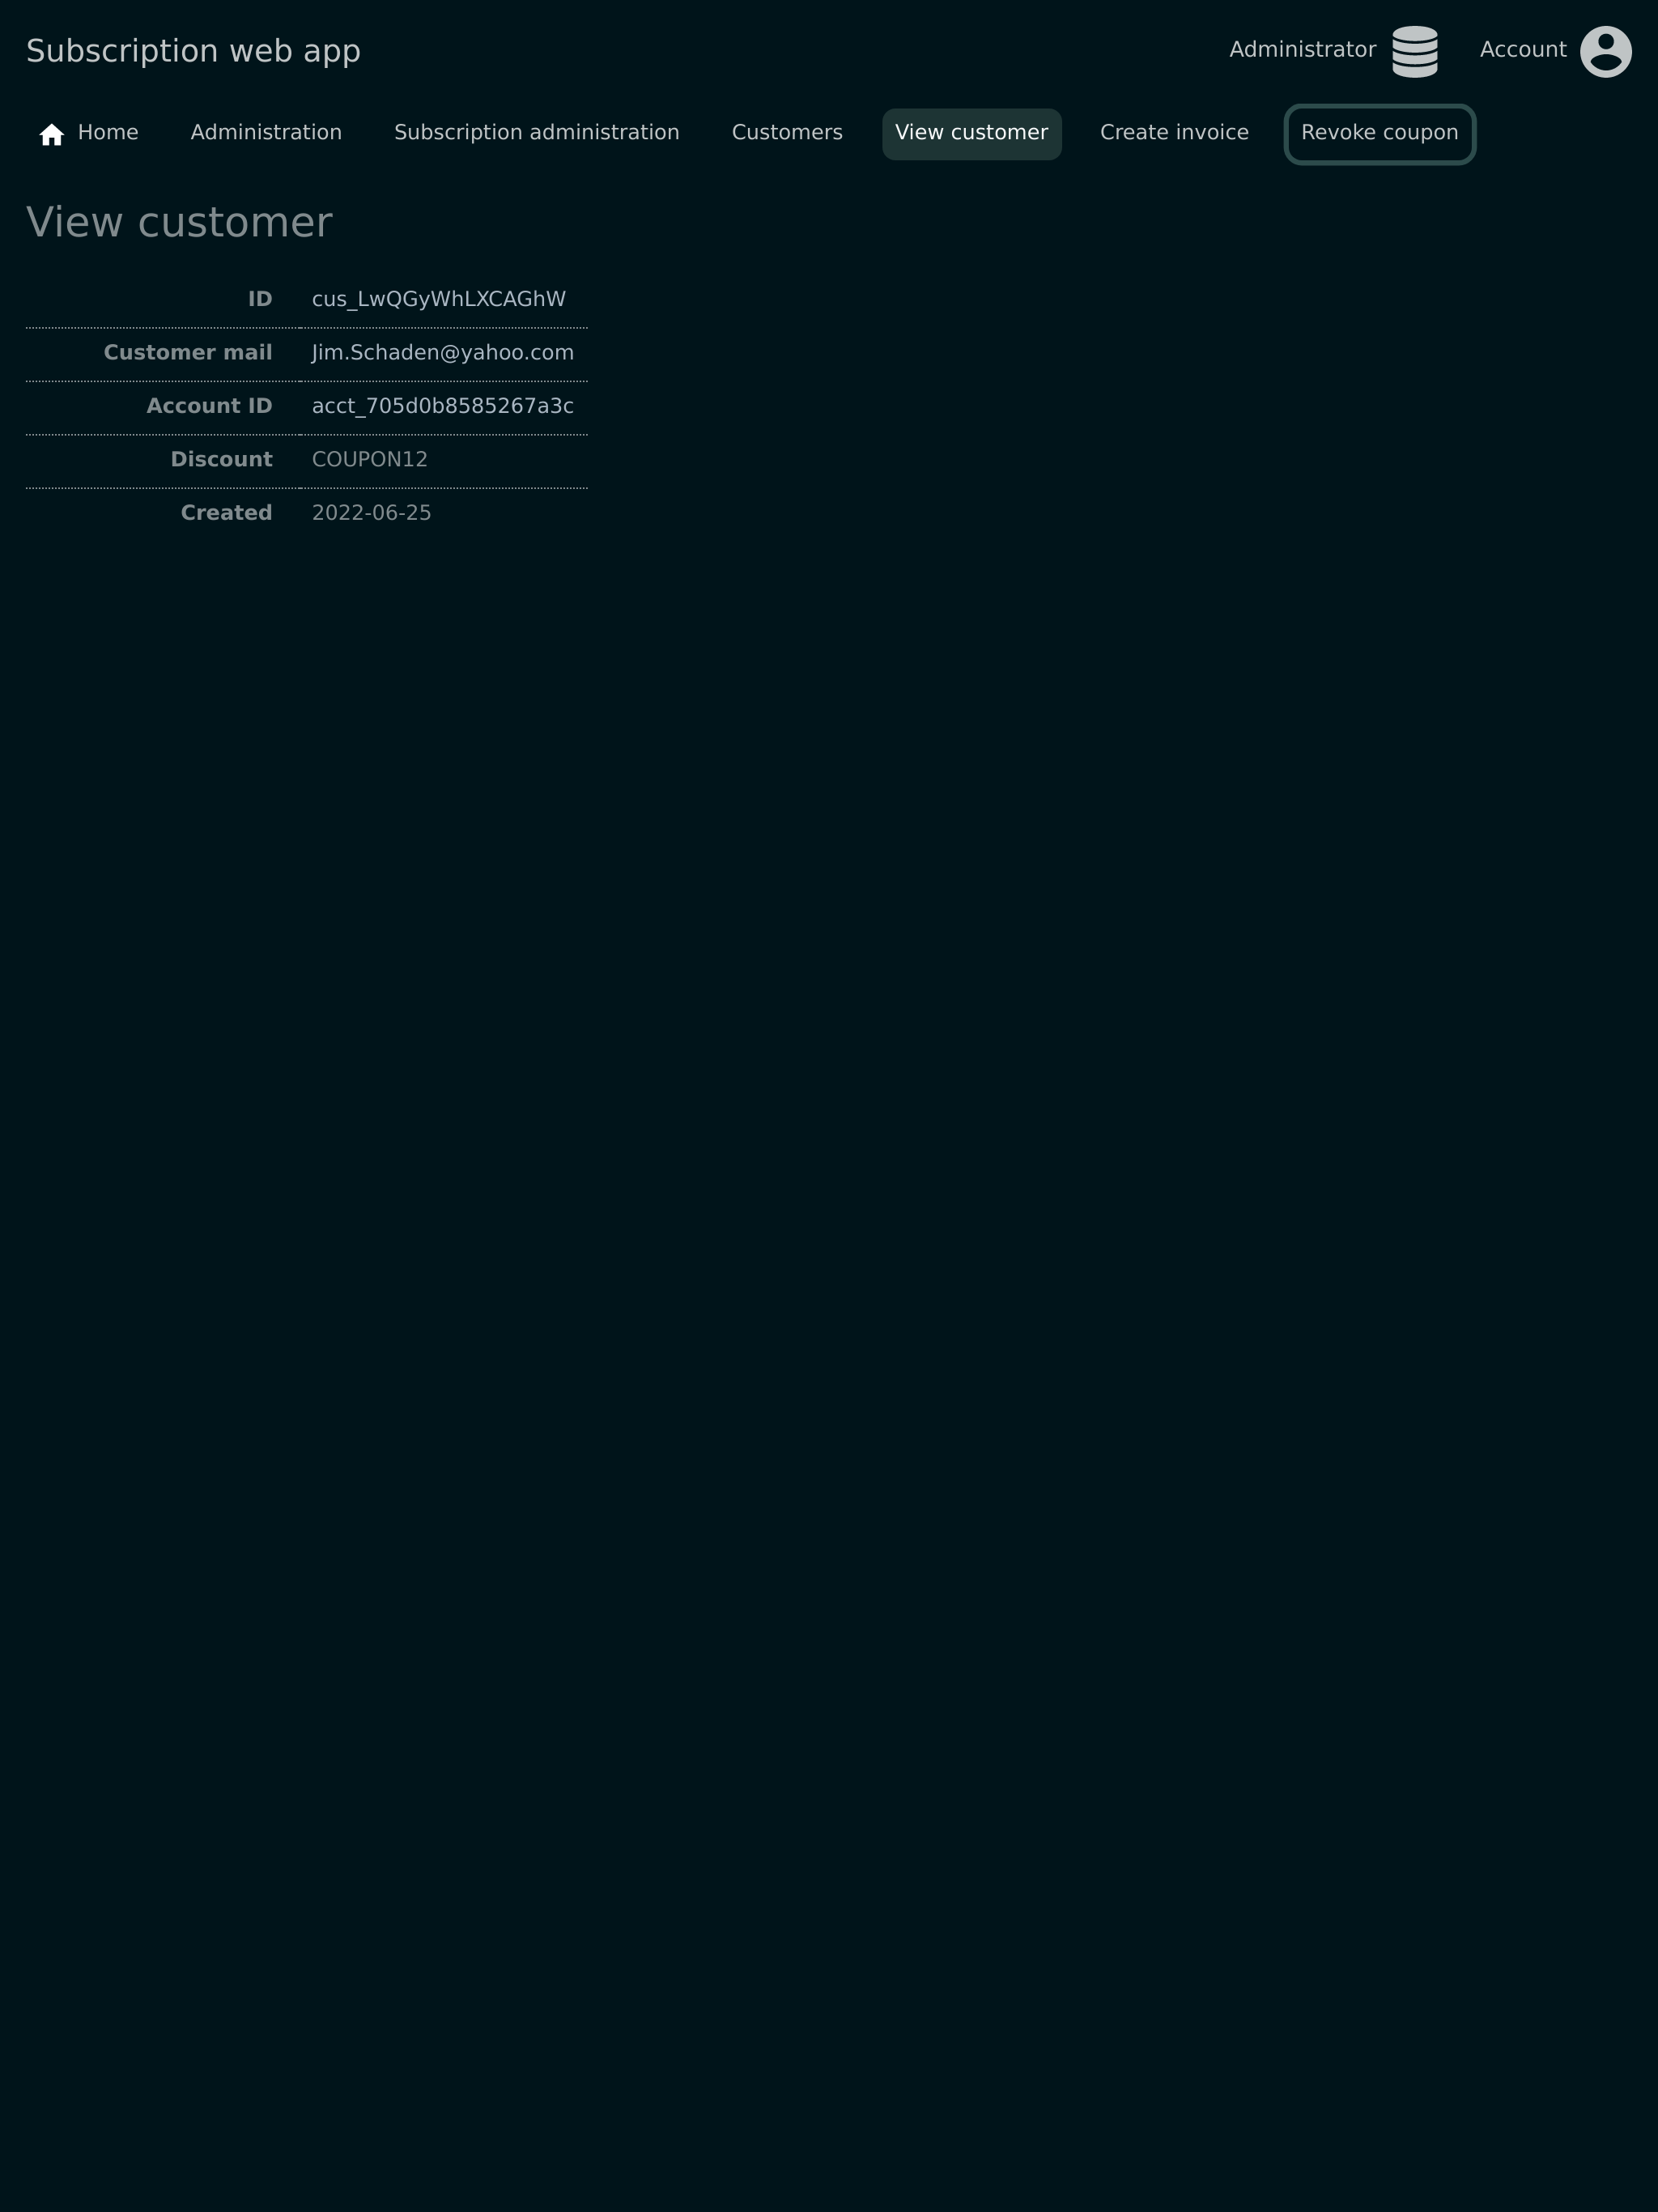 Subscription web app
Administrator Account
Home Administration Subscription administration Customers View customer Create invoice Revoke coupon
View customer
ID cus_LwQGyWhLXCAGhW
Customer mail Jim.Schaden@yahoo.com
Account ID acct_705d0b8585267a3c
Discount COUPON12
Created 2022-06-25